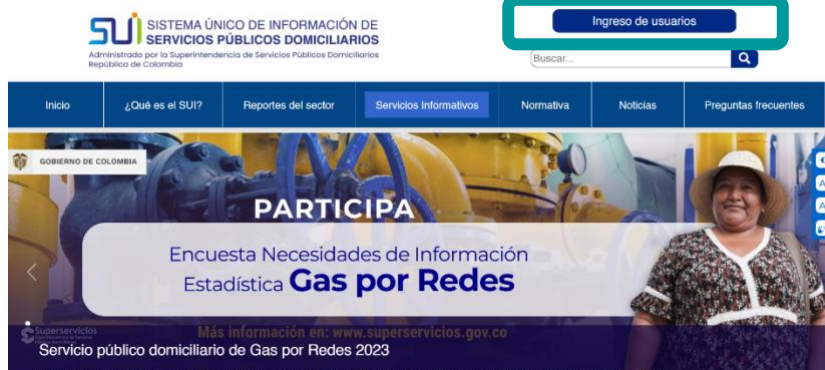 SUI SISTEMA ÚNICO DE INFORMACIÓN DE
SERVICIOS PÚBLICOS DOMICILIARIOS
Administrado por la Superintendencia de Servicios Públicos Domiciliarios
República de Colombia
Ingreso de usuarios
Buscar...
Inicio ¿Qué es el SUI? Reportes del sector Servicios Informativos Normativa Noticias Preguntas frecuentes
GOBIERNO DE COLOMBIA
PARTICIPA
Encuesta Necesidades de Información
Estadística Gas por Redes
Superservicios
Más información en: www.superservicios.gov.co
Servicio público domiciliario de Gas por Redes 2023